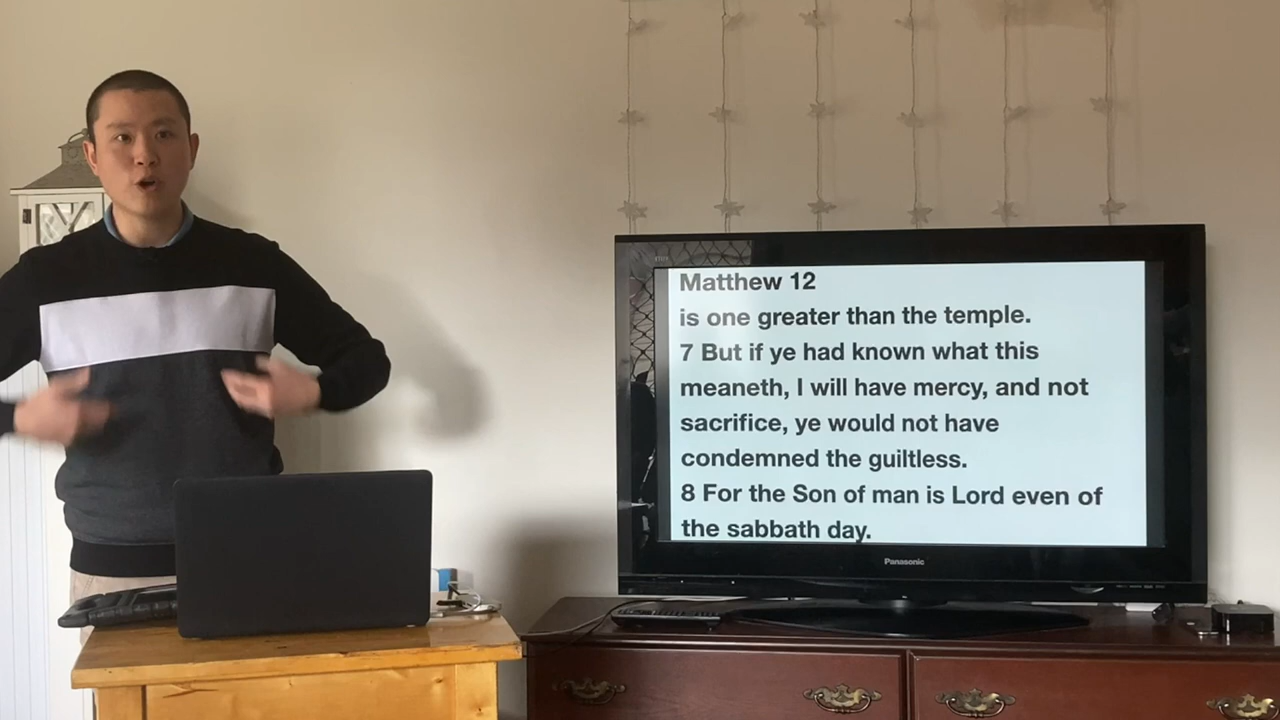 Matthew 12
is one greater than the temple.
7 But if ye had known what this
meaneth, I will have mercy, and not
sacrifice, ye would not have
condemned the guiltless.
8 For the Son of man is Lord even of
the sabbath day.
Panasonic